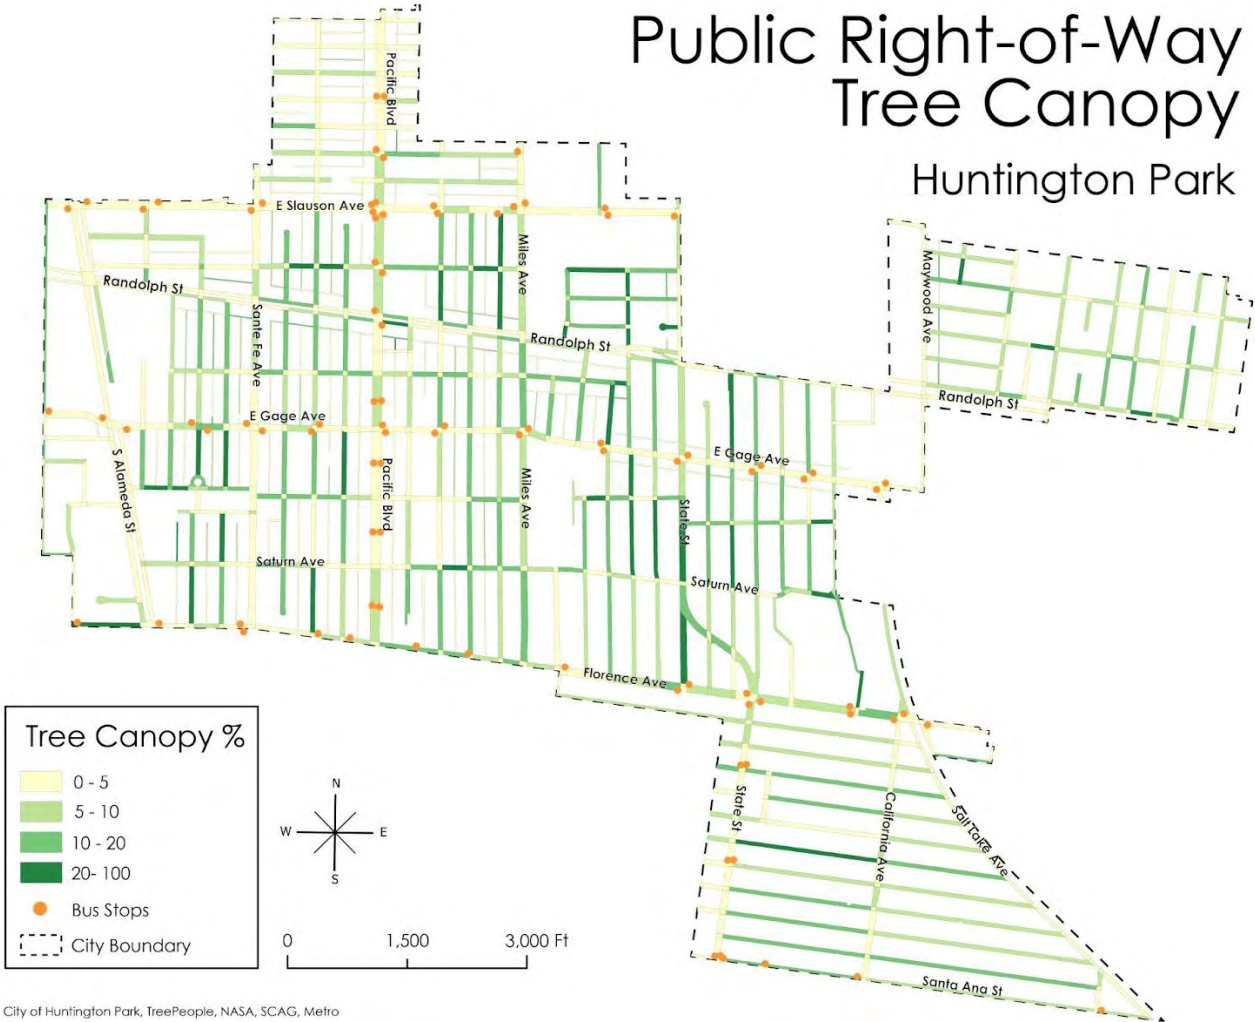 Public Right-of-Way
Tree Canopy
Huntington Park
Pacific Blvd
E Slauson Ave
Miles Ave
Randolph St
Sante Fe Ave
Randolph St
Maywood Ave
Randolph St
E Gage Ave
E Gage Ave
S Alameda St
Pacific Blvd
Miles Ave
State St
Saturn Ave
Saturn Ave
Florence Ave
State St
California Ave
Salt Lake Ave
Santa Ana St
Tree Canopy %
0 - 5
5 - 10
10 - 20
20- 100
Bus Stops
City Boundary
N
W
E
S
0
1,500
3,000 Ft
City of Huntington Park, TreePeople, NASA, SCAG, Metro